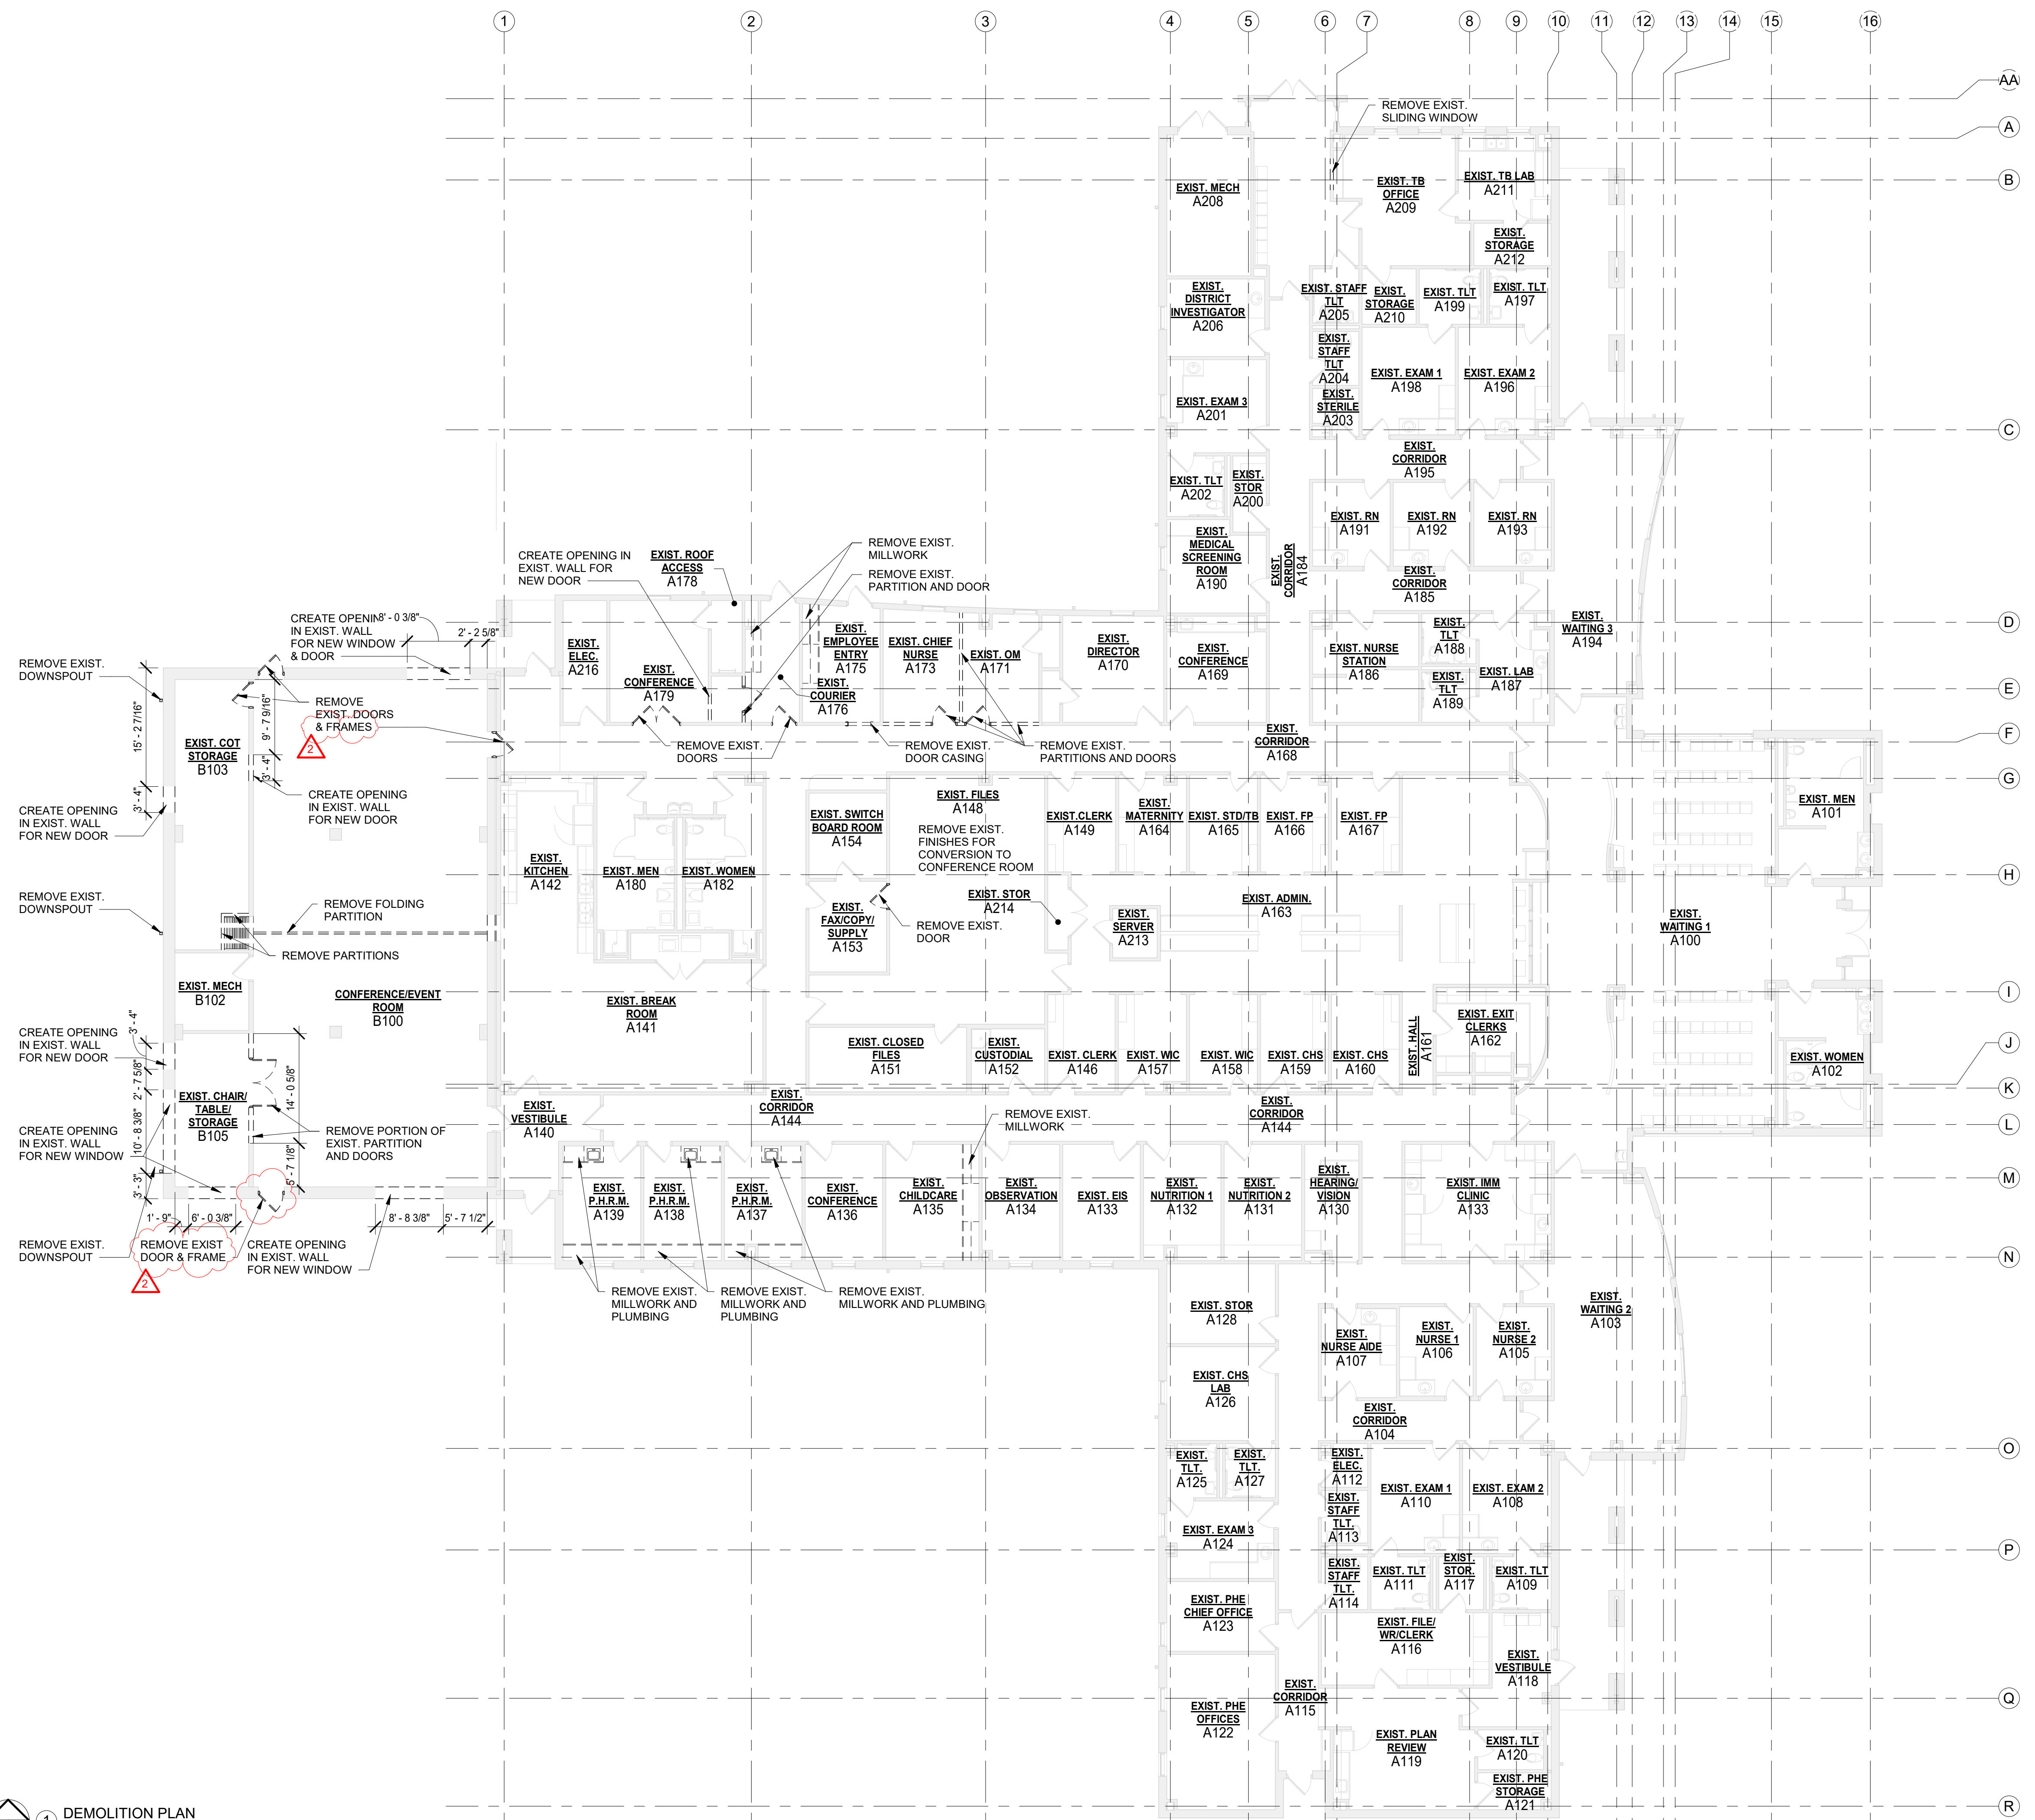 1
2
3
4
5
6
7
8
9
10
11
12
13
14
15
16
AA
A
B
C
D
E
F
G
H
I
J
K
L
M
N
O
P
Q
R
REMOVE EXIST.
SLIDING WINDOW
EXIST. MECH
A208
EXIST. TB
OFFICE
A209
EXIST. TB LAB
A211
EXIST.
STORAGE
A212
EXIST.
DISTRICT
INVESTIGATOR
A206
EXIST. STAFF
TLT
A205
EXIST.
STORAGE
A210
EXIST. TLT
A199
EXIST. TLT
A197
EXIST.
STAFF
TLT
A204
EXIST. EXAM 1
A198
EXIST. EXAM 2
A196
EXIST. EXAM 3
A201
EXIST.
STERILE
A203
EXIST.
CORRIDOR
A195
EXIST. TLT
A202
EXIST.
STOR
A200
EXIST. RN
A191
EXIST. RN
A192
EXIST. RN
A193
EXIST.
MEDICAL
SCREENING
ROOM
A190
EXIST.
CORRIDOR
A184
EXIST.
CORRIDOR
A185
EXIST.
WAITING 3
A194
CREATE OPENING IN
EXIST. WALL FOR
NEW DOOR
EXIST. ROOF
ACCESS
A178
REMOVE EXIST.
MILLWORK
REMOVE EXIST.
PARTITION AND DOOR
CREATE OPENIN
IN EXIST. WALL
FOR NEW WINDOW
& DOOR
8' - 0 3/8"
2' - 2 5/8"
EXIST.
ELEC.
A216
EXIST.
CONFERENCE
A179
EXIST.
EMPLOYEE
ENTRY
A175
EXIST.
COURIER
A176
EXIST. CHIEF
NURSE
A173
EXIST. OM
A171
EXIST.
DIRECTOR
A170
EXIST.
CONFERENCE
A169
EXIST. NURSE
STATION
A186
EXIST.
TLT
A188
EXIST. LAB
A187
EXIST.
TLT
A189
REMOVE EXIST.
DOWNSPOUT
REMOVE
EXIST. DOORS
& FRAMES
2
15' - 2 7/16"
9' - 7 9/16"
3' - 4"
3' - 4"
EXIST. COT
STORAGE
B103
REMOVE EXIST.
DOORS
REMOVE EXIST.
DOOR CASING
REMOVE EXIST.
PARTITIONS AND DOORS
EXIST.
CORRIDOR
A168
CREATE OPENING
IN EXIST. WALL
FOR NEW DOOR
CREATE OPENING
IN EXIST. WALL
FOR NEW DOOR
EXIST.
KITCHEN
A142
EXIST. MEN
A180
EXIST. WOMEN
A182
EXIST. SWITCH
BOARD ROOM
A154
EXIST. FILES
A148
REMOVE EXIST.
FINISHES FOR
CONVERSION TO
CONFERENCE ROOM
EXIST.CLERK
A149
EXIST.
MATERNITY
A164
EXIST. STD/TB
A165
EXIST. FP
A166
EXIST. FP
A167
EXIST. MEN
A101
REMOVE EXIST.
DOWNSPOUT
REMOVE FOLDING
PARTITION
REMOVE PARTITIONS
EXIST.
FAX/COPY/
SUPPLY
A153
REMOVE EXIST.
DOOR
EXIST. STOR
A214
EXIST.
SERVER
A213
EXIST. ADMIN.
A163
EXIST.
WAITING 1
A100
EXIST. MECH
B102
CONFERENCE/EVENT
ROOM
B100
EXIST. BREAK
ROOM
A141
EXIST. CLOSED
FILES
A151
EXIST.
CUSTODIAL
A152
EXIST. CLERK
A146
EXIST. WIC
A157
EXIST. WIC
A158
EXIST. CHS
A159
EXIST. CHS
A160
EXIST. HALL
A161
EXIST. EXIT
CLERKS
A162
EXIST. WOMEN
A102
CREATE OPENING
IN EXIST. WALL
FOR NEW DOOR
3' - 4"
2' - 7 5/8"
10' - 8 3/8"
3' - 3"
14' - 0 5/8"
5' - 7 1/8"
EXIST. CHAIR/
TABLE/
STORAGE
B105
CREATE OPENING
IN EXIST. WALL
FOR NEW WINDOW
REMOVE PORTION OF
EXIST. PARTITION
AND DOORS
EXIST.
VESTIBULE
A140
EXIST.
CORRIDOR
A144
REMOVE EXIST.
MILLWORK
EXIST.
CORRIDOR
A144
EXIST.
P.H.R.M.
A139
EXIST.
P.H.R.M.
A138
EXIST.
P.H.R.M.
A137
EXIST.
CONFERENCE
A136
EXIST.
CHILDCARE
A135
EXIST.
OBSERVATION
A134
EXIST. EIS
A133
EXIST.
NUTRITION 1
A132
EXIST.
NUTRITION 2
A131
EXIST.
HEARING/
VISION
A130
EXIST. IMM
CLINIC
A133
1' - 9"
6' - 0 3/8"
8' - 8 3/8"
5' - 7 1/2"
REMOVE EXIST.
DOWNSPOUT
REMOVE EXIST
DOOR & FRAME
2
CREATE OPENING
IN EXIST. WALL
FOR NEW WINDOW
REMOVE EXIST.
MILLWORK AND
PLUMBING
REMOVE EXIST.
MILLWORK AND
PLUMBING
REMOVE EXIST.
MILLWORK AND PLUMBING
EXIST. STOR
A128
EXIST.
WAITING 2
A103
EXIST.
NURSE AIDE
A107
EXIST.
NURSE 1
A106
EXIST.
NURSE 2
A105
EXIST. CHS
LAB
A126
EXIST.
CORRIDOR
A104
EXIST.
TLT.
A125
EXIST.
TLT.
A127
EXIST.
ELEC.
A112
EXIST. EXAM 1
A110
EXIST. EXAM 2
A108
EXIST.
STAFF
TLT.
A113
EXIST. EXAM 3
A124
EXIST.
STAFF
TLT.
A114
EXIST. TLT
A111
EXIST.
STOR.
A117
EXIST. TLT
A109
EXIST. PHE
CHIEF OFFICE
A123
EXIST. FILE/
WR/CLERK
A116
EXIST.
VESTIBULE
A118
EXIST.
CORRIDOR
A115
EXIST. PHE
OFFICES
A122
EXIST. PLAN
REVIEW
A119
EXIST. TLT
A120
EXIST. PHE
STORAGE
A121
1
DEMOLITION PLAN